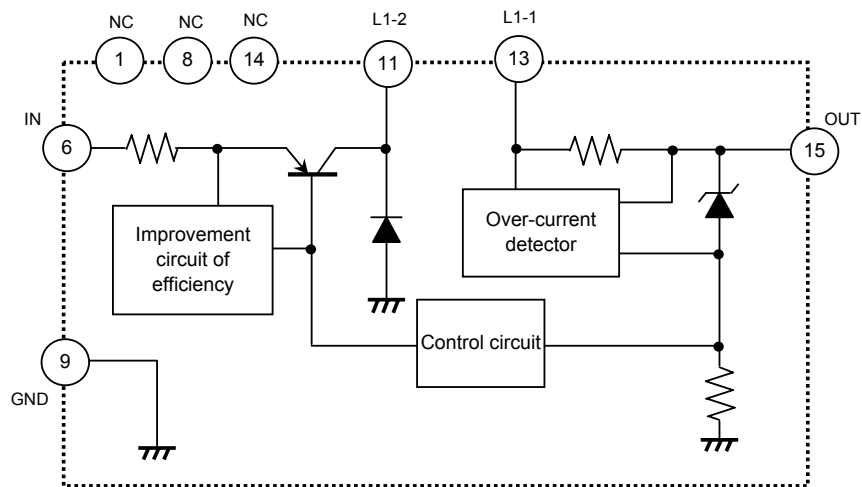 NC NC NC L1-2 L1-1
1 8 14 11 13
IN OUT
6 15
Improvement
circuit of
efficiency
Over-current
detector
Control circuit
9
GND